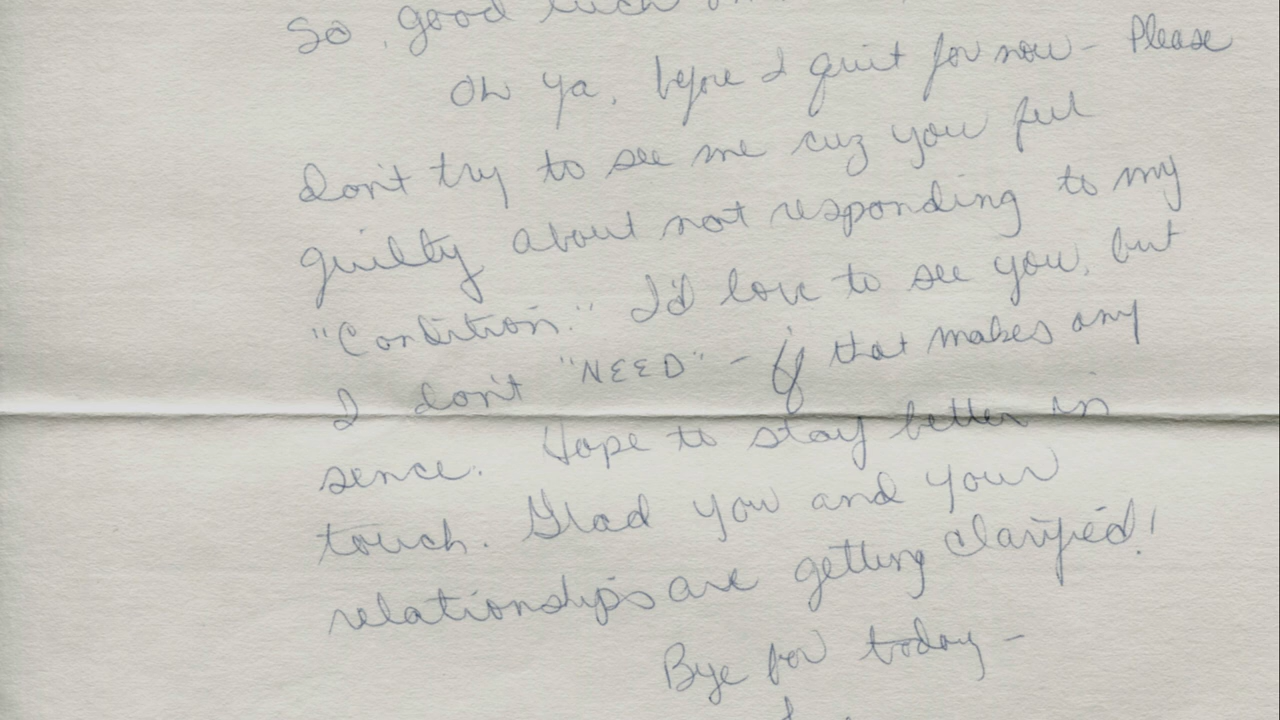 So, good luck on
Oh ya, before I quit for now - Please
don't try to see me cuz you feel
guilty about not responding to my
"Condition." I'd love to see you, but
I don't "NEED" - if that makes any
sence. Hope to stay better in
touch. Glad you and your
relationships are getting clarified!
Bye for today -